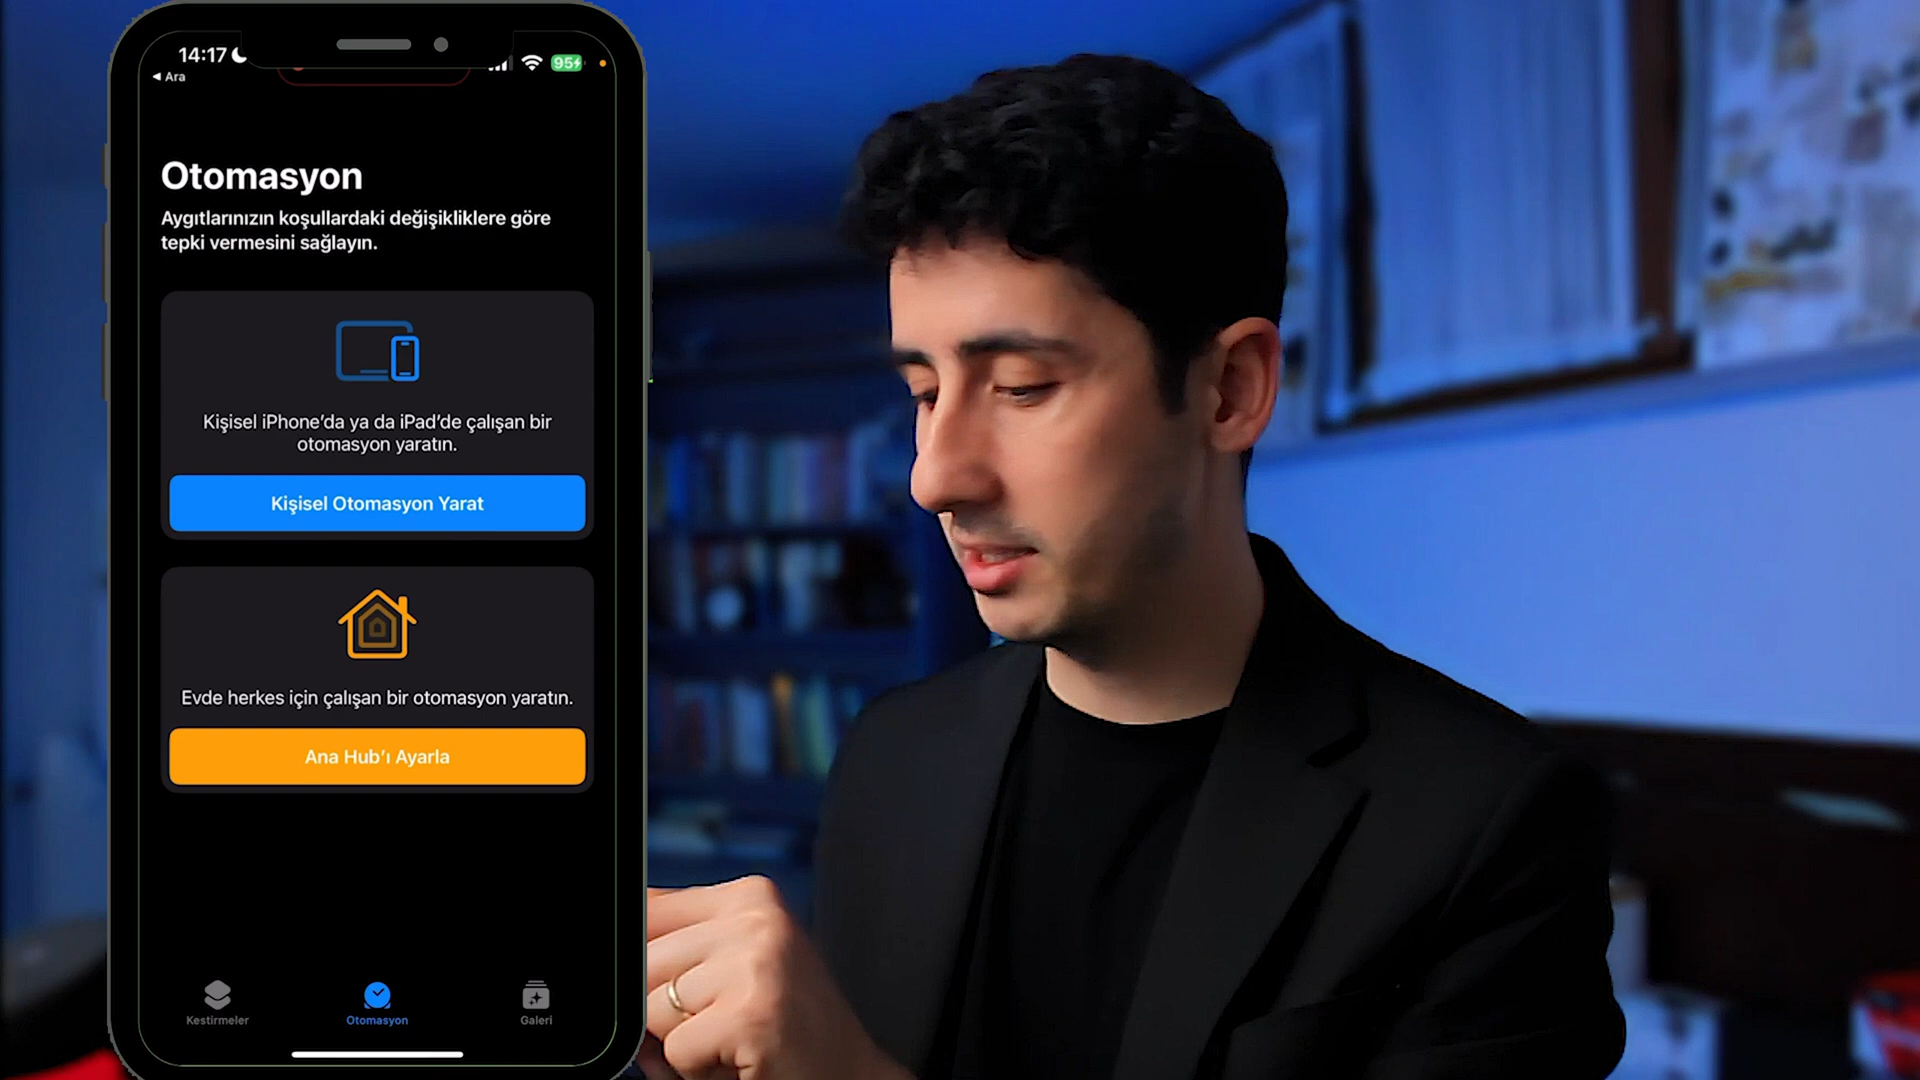 14:17
◀ Ara
95
Otomasyon
Aygıtlarınızın koşullardaki değişikliklere göre
tepki vermesini sağlayın.
Kişisel iPhone’da ya da iPad’de çalışan bir
otomasyon yaratın.
Kişisel Otomasyon Yarat
Evde herkes için çalışan bir otomasyon yaratın.
Ana Hub’ı Ayarla
Kestirmeler
Otomasyon
Galeri